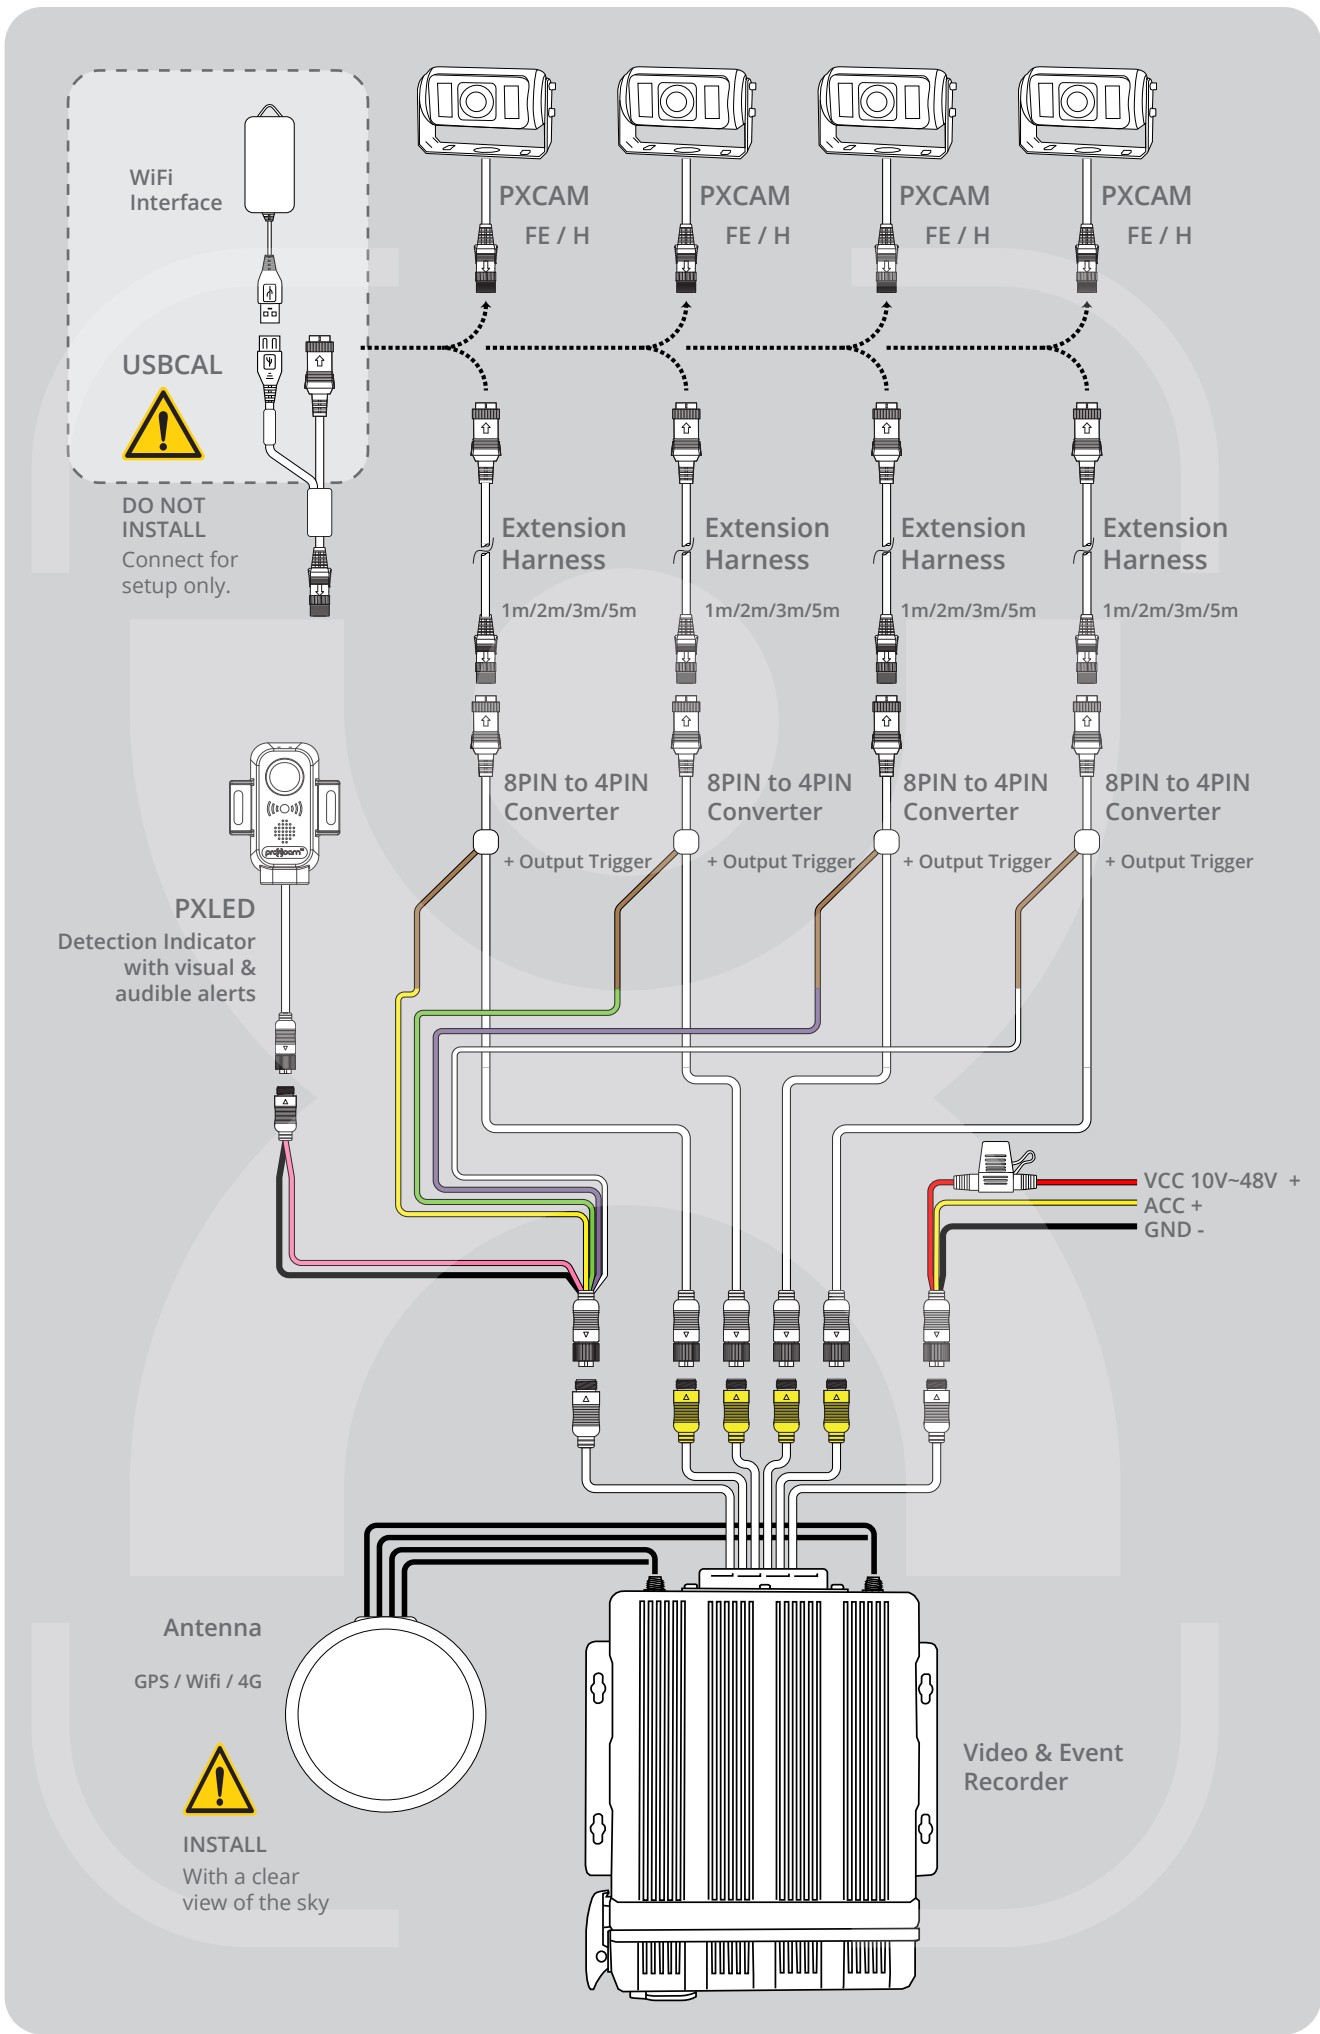 WiFi
Interface
USBCAL
DO NOT
INSTALL
Connect for
setup only.
PXCAM
FE / H
PXCAM
FE / H
PXCAM
FE / H
PXCAM
FE / H
Extension
Harness
1m/2m/3m/5m
Extension
Harness
1m/2m/3m/5m
Extension
Harness
1m/2m/3m/5m
Extension
Harness
1m/2m/3m/5m
8PIN to 4PIN
Converter
+ Output Trigger
8PIN to 4PIN
Converter
+ Output Trigger
8PIN to 4PIN
Converter
+ Output Trigger
8PIN to 4PIN
Converter
+ Output Trigger
PXLED
Detection Indicator
with visual &
audible alerts
VCC 10V~48V +
ACC +
GND -
Antenna
GPS / Wifi / 4G
INSTALL
With a clear
view of the sky
Video & Event
Recorder